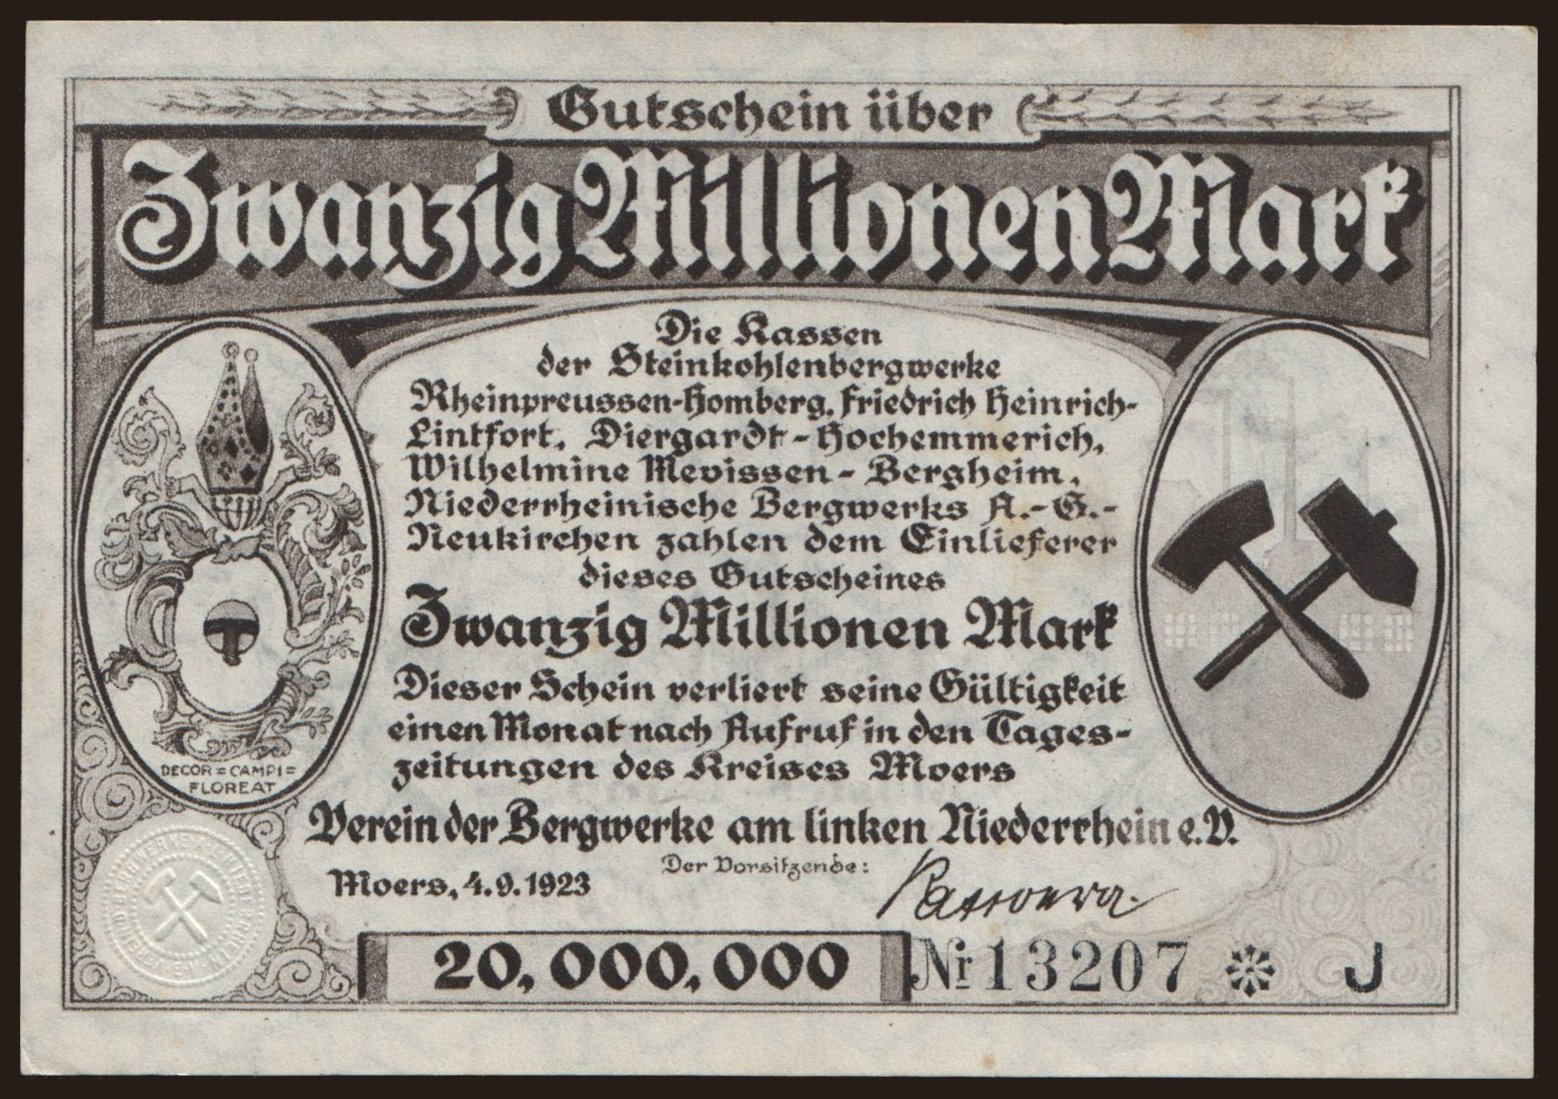 Gutschein über
Zwanzig Millionen Mark
Die Kassen
der Steinkohlenbergwerke
Rheinpreussen-Homberg, Friedrich Heinrich-
Lintfort, Diergardt-Hochemmerich,
Wilhelmine Mevissen-Bergheim,
Niederrheinische Bergwerks A.-G.-
Neukirchen zahlen dem Einlieferer
dieses Gutscheines
Zwanzig Millionen Mark
Dieser Schein verliert seine Gültigkeit
einen Monat nach Aufruf in den Tages-
zeitungen des Kreises Moers
DECOR=CAMPI=
FLOREAT
Verein der Bergwerke am linken Niederrhein e.V.
Moers, 4.9.1923
Der Vorsitzende:
20,000,000
Nr 13207 J